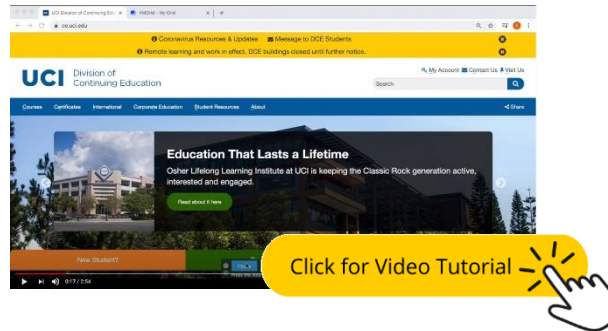 UCI Division of Continuing Edu
YuGrid - YuGrid
ce.uci.edu
Coronavirus Resources & Updates Message to DCE Students
Remote learning and work in effect. DCE buildings closed until further notice.
My Account Contact Us Visit Us
UCI Division of
Continuing Education
Search
Courses Certificates International Corporate Education Student Resources About Share
Education That Lasts a Lifetime
Osher Lifelong Learning Institute at UCI is keeping the Classic Rock generation active,
interested and engaged.
Read about it here
New Student?
Click for Video Tutorial
0:17 / 2:54